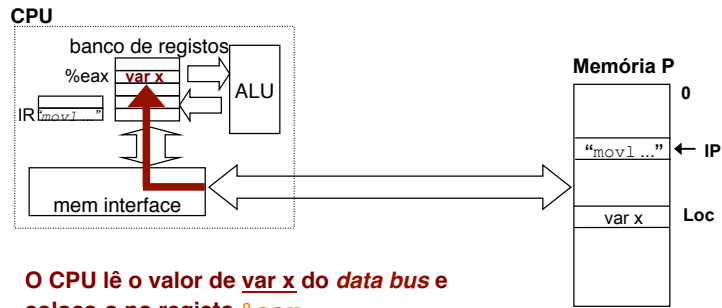 CPU
banco de registos
%eax
var x
ALU
IR
"movl ..."
mem interface
Memória P
0
"movl ..."
IP
var x
Loc
O CPU lê o valor de var x do data bus e